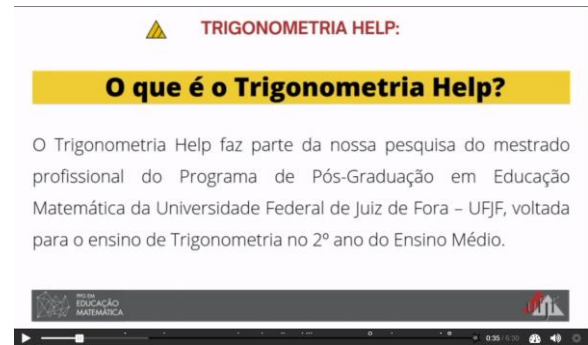 TRIGONOMETRIA HELP:
O que é o Trigonometria Help?
O Trigonometria Help faz parte da nossa pesquisa do mestrado
profissional do Programa de Pós-Graduação em Educação
Matemática da Universidade Federal de Juiz de Fora – UFJF, voltada
para o ensino de Trigonometria no 2º ano do Ensino Médio.
PPG EM
EDUCAÇÃO
MATEMÁTICA
0:35 / 6:30